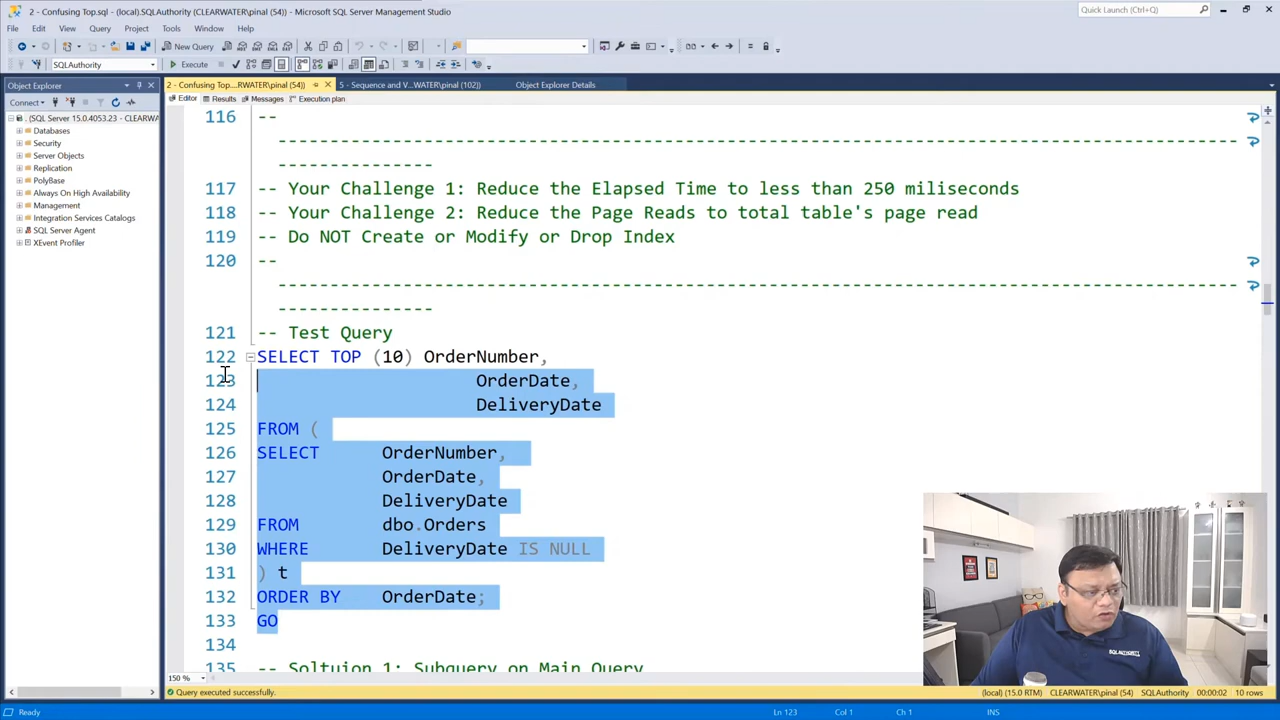 2 - Confusing Top.sql - (local).SQLAuthority (CLEARWATER\pinal (54)) - Microsoft SQL Server Management Studio
Quick Launch (Ctrl+Q)
File Edit View Query Project Tools Window Help
New Query
SQLAuthority
Execute
Object Explorer
2 - Confusing Top....RWATER\pinal (54))
5 - Sequence and V...WATER\pinal (102))
Object Explorer Details
Connect
Editor Results Messages Execution plan
. (SQL Server 15.0.4053.23 - CLEARWA
Databases
Security
Server Objects
Replication
PolyBase
Always On High Availability
Management
Integration Services Catalogs
SQL Server Agent
XEvent Profiler
116 --
--------------------------------------------------------------------------------------------
---------------
117 -- Your Challenge 1: Reduce the Elapsed Time to less than 250 miliseconds
118 -- Your Challenge 2: Reduce the Page Reads to total table's page read
119 -- Do NOT Create or Modify or Drop Index
120 --
--------------------------------------------------------------------------------------------
---------------
121 -- Test Query
122 SELECT TOP (10) OrderNumber,
123 OrderDate,
124 DeliveryDate
125 FROM (
126 SELECT OrderNumber,
127 OrderDate,
128 DeliveryDate
129 FROM dbo.Orders
130 WHERE DeliveryDate IS NULL
131 ) t
132 ORDER BY OrderDate;
133 GO
134
135 -- Soltuion 1: Subquery on Main Query
SQLAUTHORITY
150 %
Query executed successfully.
(local) (15.0 RTM) CLEARWATER\pinal (54) SQLAuthority 00:00:02 10 rows
Ready
Ln 123 Col 1 Ch 1 INS